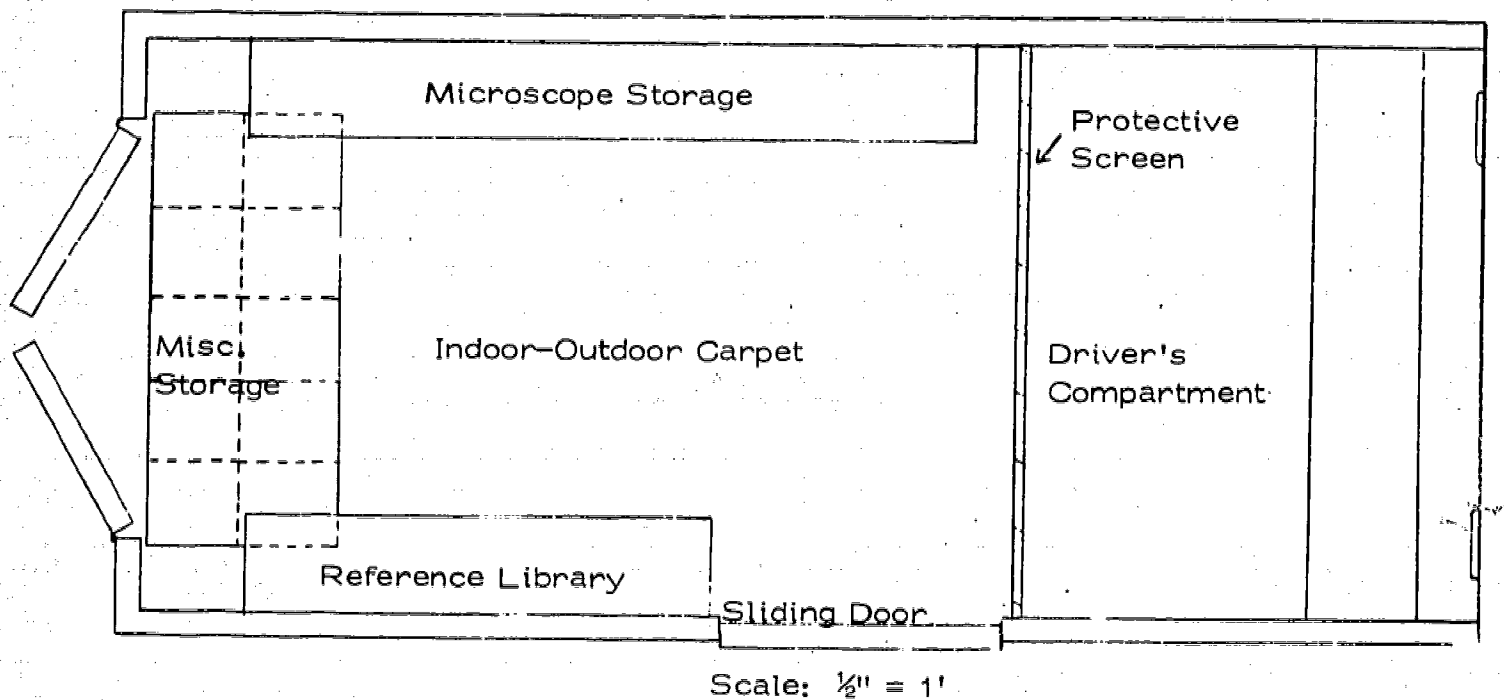 Microscope Storage
Protective
Screen
Misc.
Storage
Indoor-Outdoor Carpet
Driver's
Compartment
Reference Library
Sliding Door
Scale: ½" = 1'